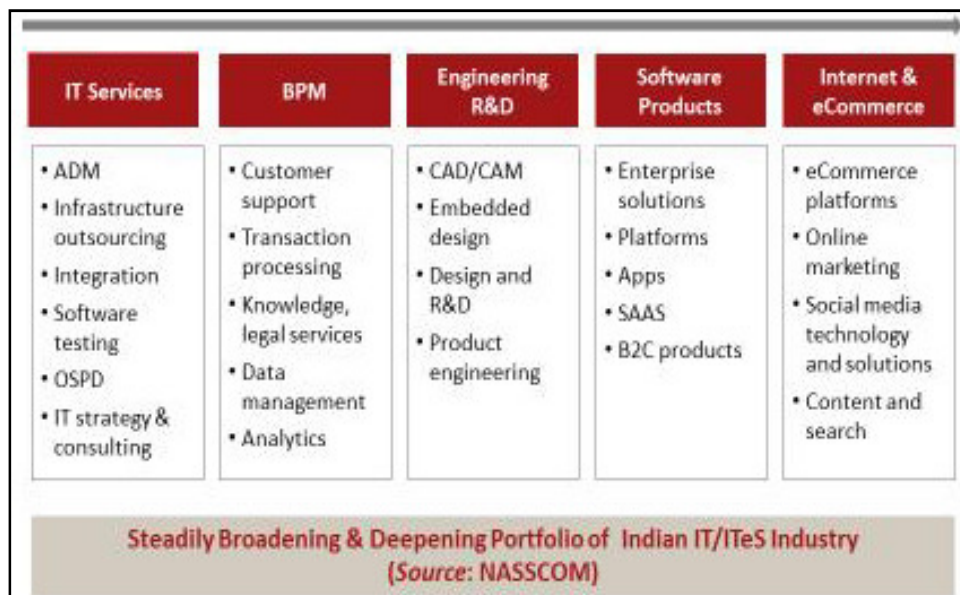 IT Services
• ADM
• Infrastructure
outsourcing
• Integration
• Software
testing
• OSPD
• IT strategy &
consulting
BPM
• Customer
support
• Transaction
processing
• Knowledge,
legal services
• Data
management
• Analytics
Engineering
R&D
• CAD/CAM
• Embedded
design
• Design and
R&D
• Product
engineering
Software
Products
• Enterprise
solutions
• Platforms
• Apps
• SAAS
• B2C products
Internet &
eCommerce
• eCommerce
platforms
• Online
marketing
• Social media
technology
and solutions
• Content and
search
Steadily Broadening & Deepening Portfolio of Indian IT/ITeS Industry
(Source: NASSCOM)